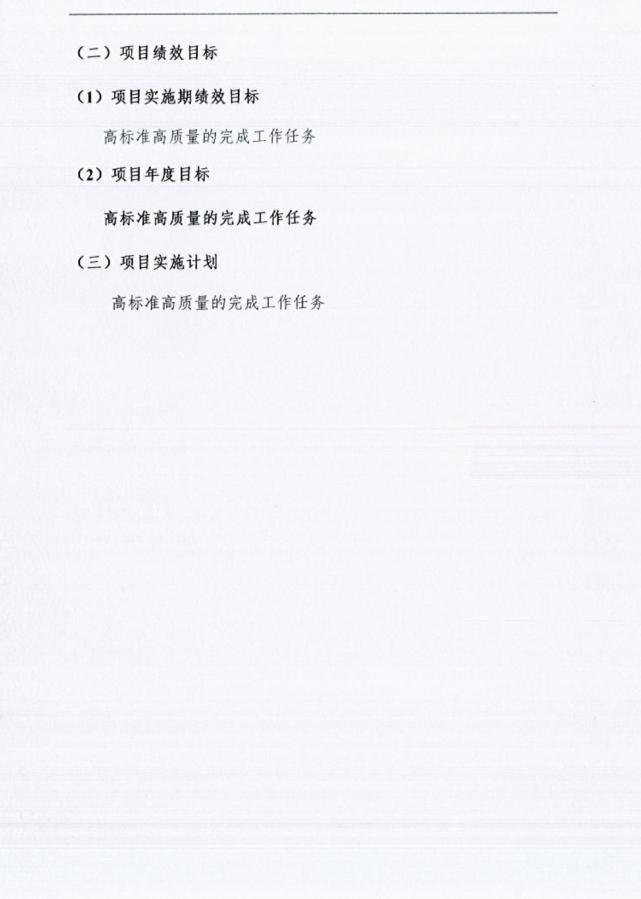 （二）项目绩效目标
（1）项目实施期绩效目标
高标准高质量的完成工作任务
（2）项目年度目标
高标准高质量的完成工作任务
（三）项目实施计划
高标准高质量的完成工作任务